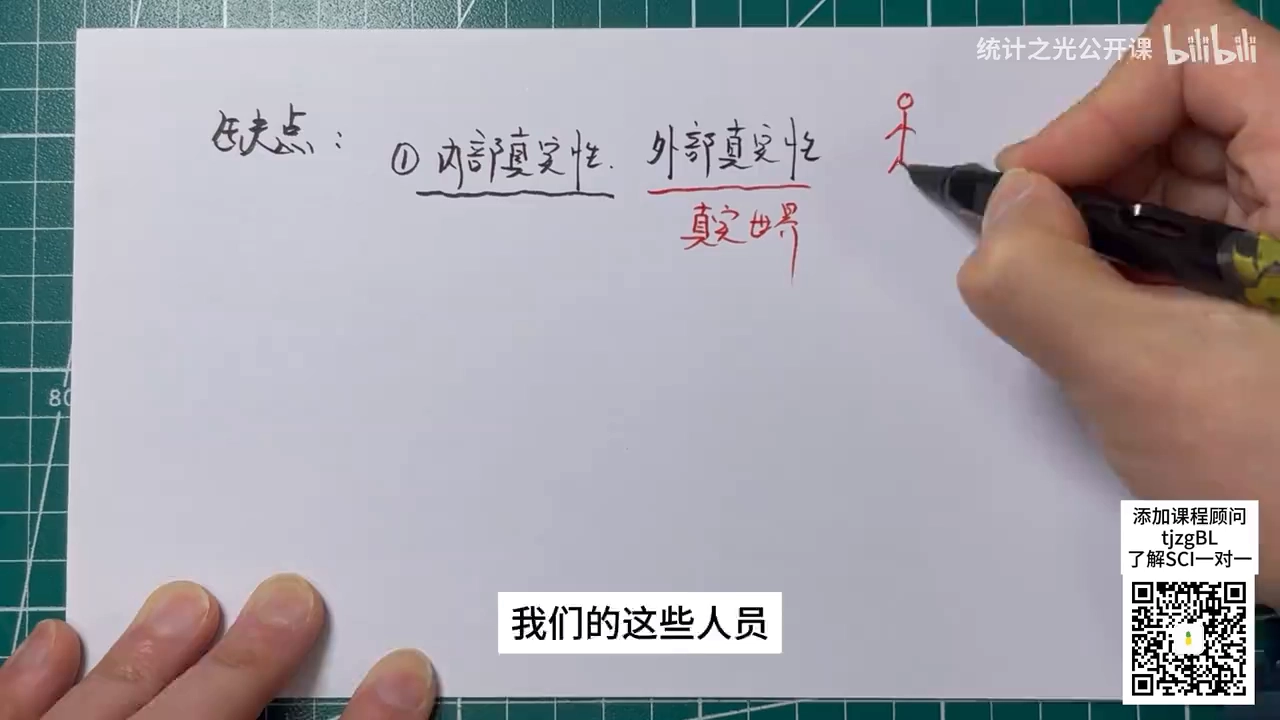 统计之光公开课 bilibili
缺点：
①内部真实性. 外部真实性
真实世界
80
添加课程顾问
tjzgBL
了解SCI一对一
我们的这些人员